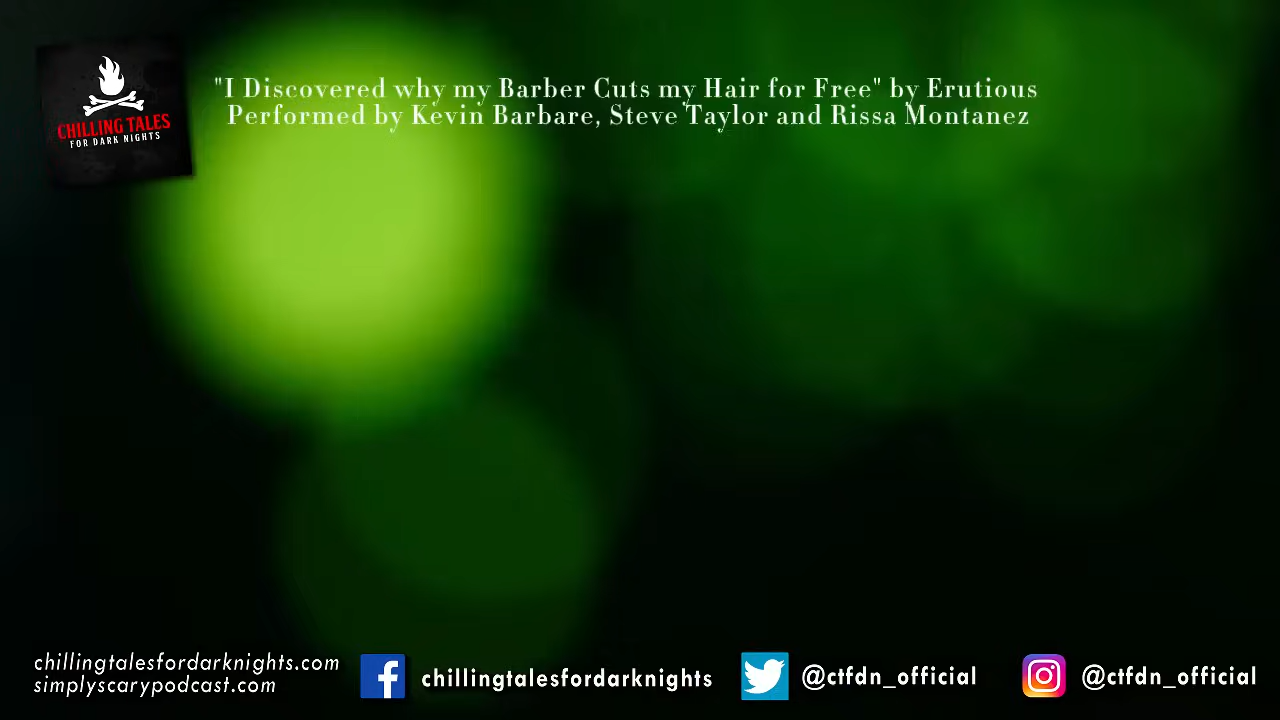 CHILLING TALES
FOR DARK NIGHTS
"I Discovered why my Barber Cuts my Hair for Free" by Erutious
Performed by Kevin Barbare, Steve Taylor and Rissa Montanez
chillingtalesfordarknights.com
simplyscarypodcast.com
chillingtalesfordarknights
@ctfdn_official
@ctfdn_official